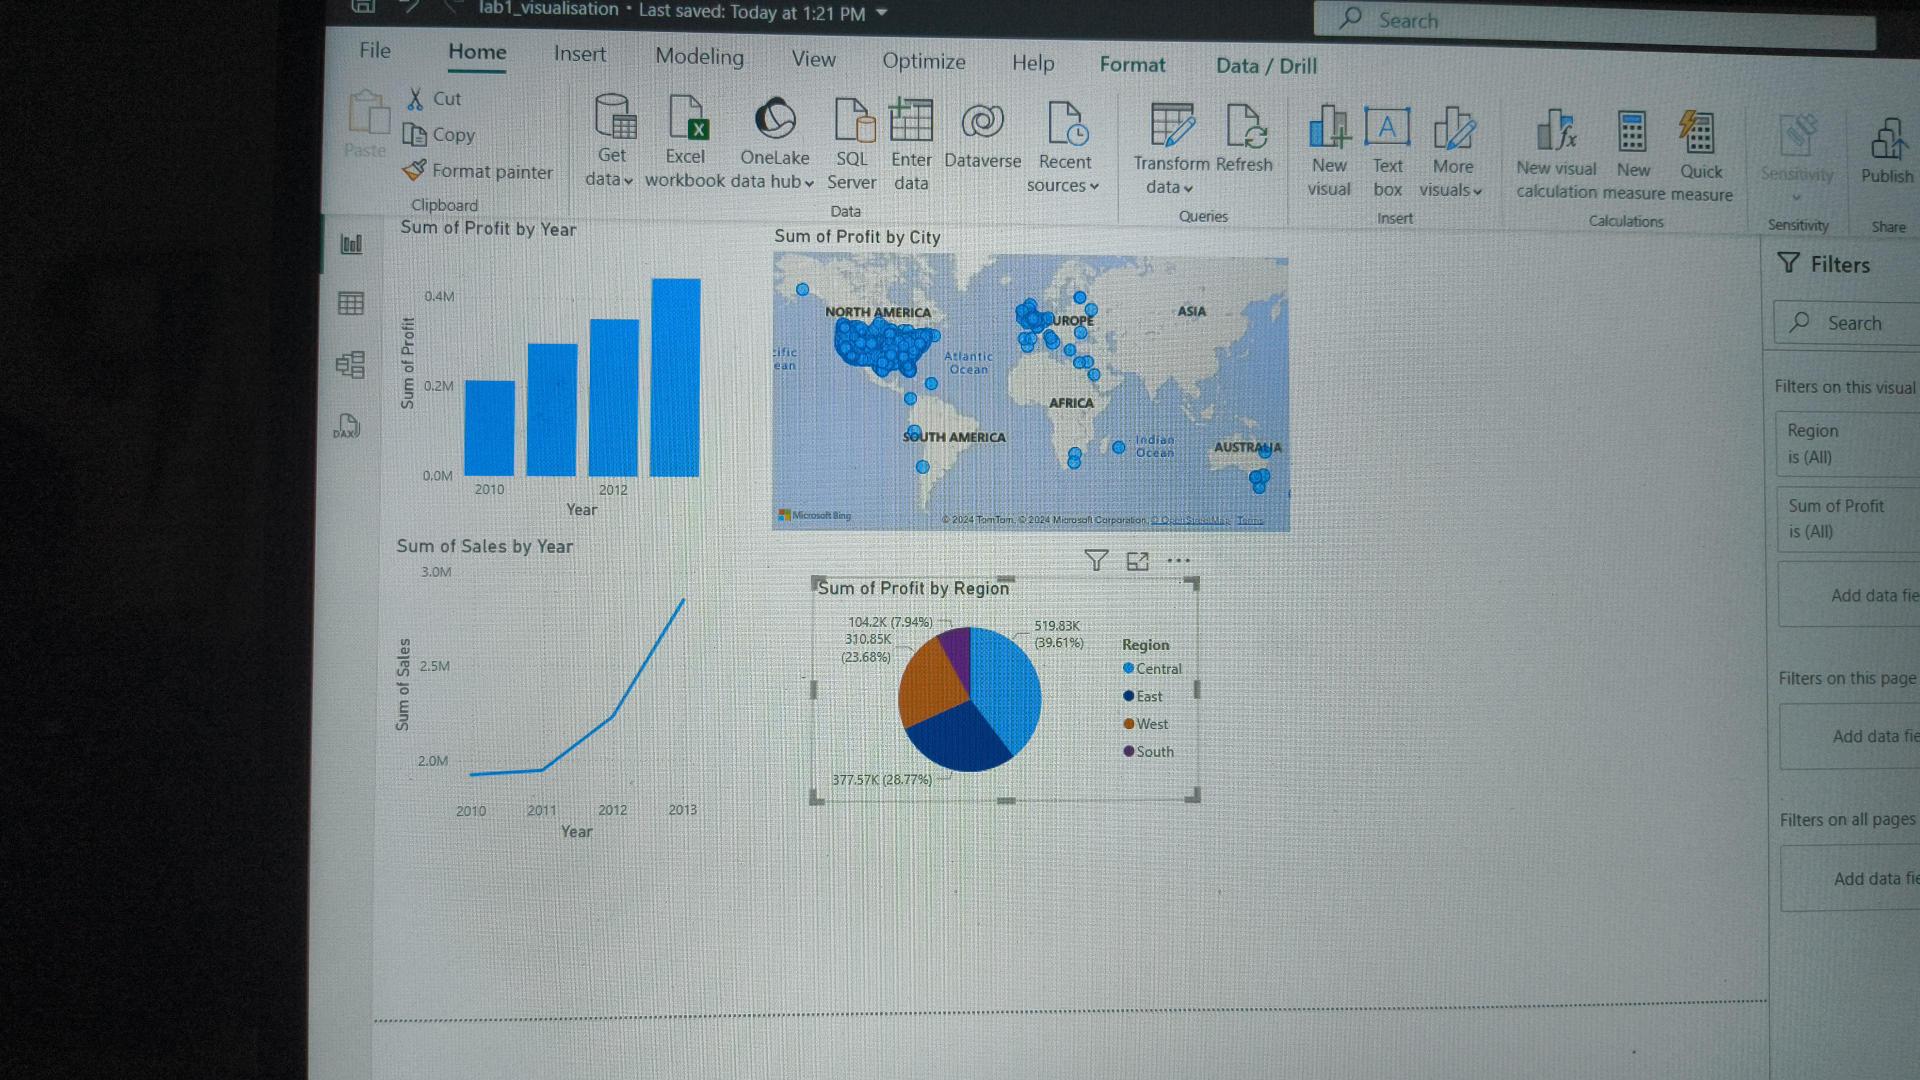 lab1_visualisation • Last saved: Today at 1:21 PM
Search
File Home Insert Modeling View Optimize Help Format Data / Drill
Paste
Cut
Copy
Format painter
Clipboard
Get data
Excel workbook
OneLake data hub
SQL Server
Enter data
Dataverse
Recent sources
Data
Transform data
Refresh
Queries
New visual
Text box
More visuals
Insert
New visual calculation
New measure
Quick measure
Calculations
Sensitivity
Sensitivity
Publish
Share
DAX
Sum of Profit by Year
Sum of Profit
0.4M
0.2M
0.0M
2010 2012
Year
Sum of Profit by City
NORTH AMERICA
UROPE
ASIA
cific
ean
Atlantic
Ocean
AFRICA
SOUTH AMERICA
Indian
Ocean
AUSTRALIA
Microsoft Bing
© 2024 TomTom, © 2024 Microsoft Corporation, © OpenStreetMap Terms
Sum of Sales by Year
Sum of Sales
3.0M
2.5M
2.0M
2010 2011 2012 2013
Year
Sum of Profit by Region
104.2K (7.94%)
310.85K
(23.68%)
519.83K
(39.61%)
377.57K (28.77%)
Region
Central
East
West
South
Filters
Search
Filters on this visual
Region
is (All)
Sum of Profit
is (All)
Add data fie
Filters on this page
Add data fie
Filters on all pages
Add data fie